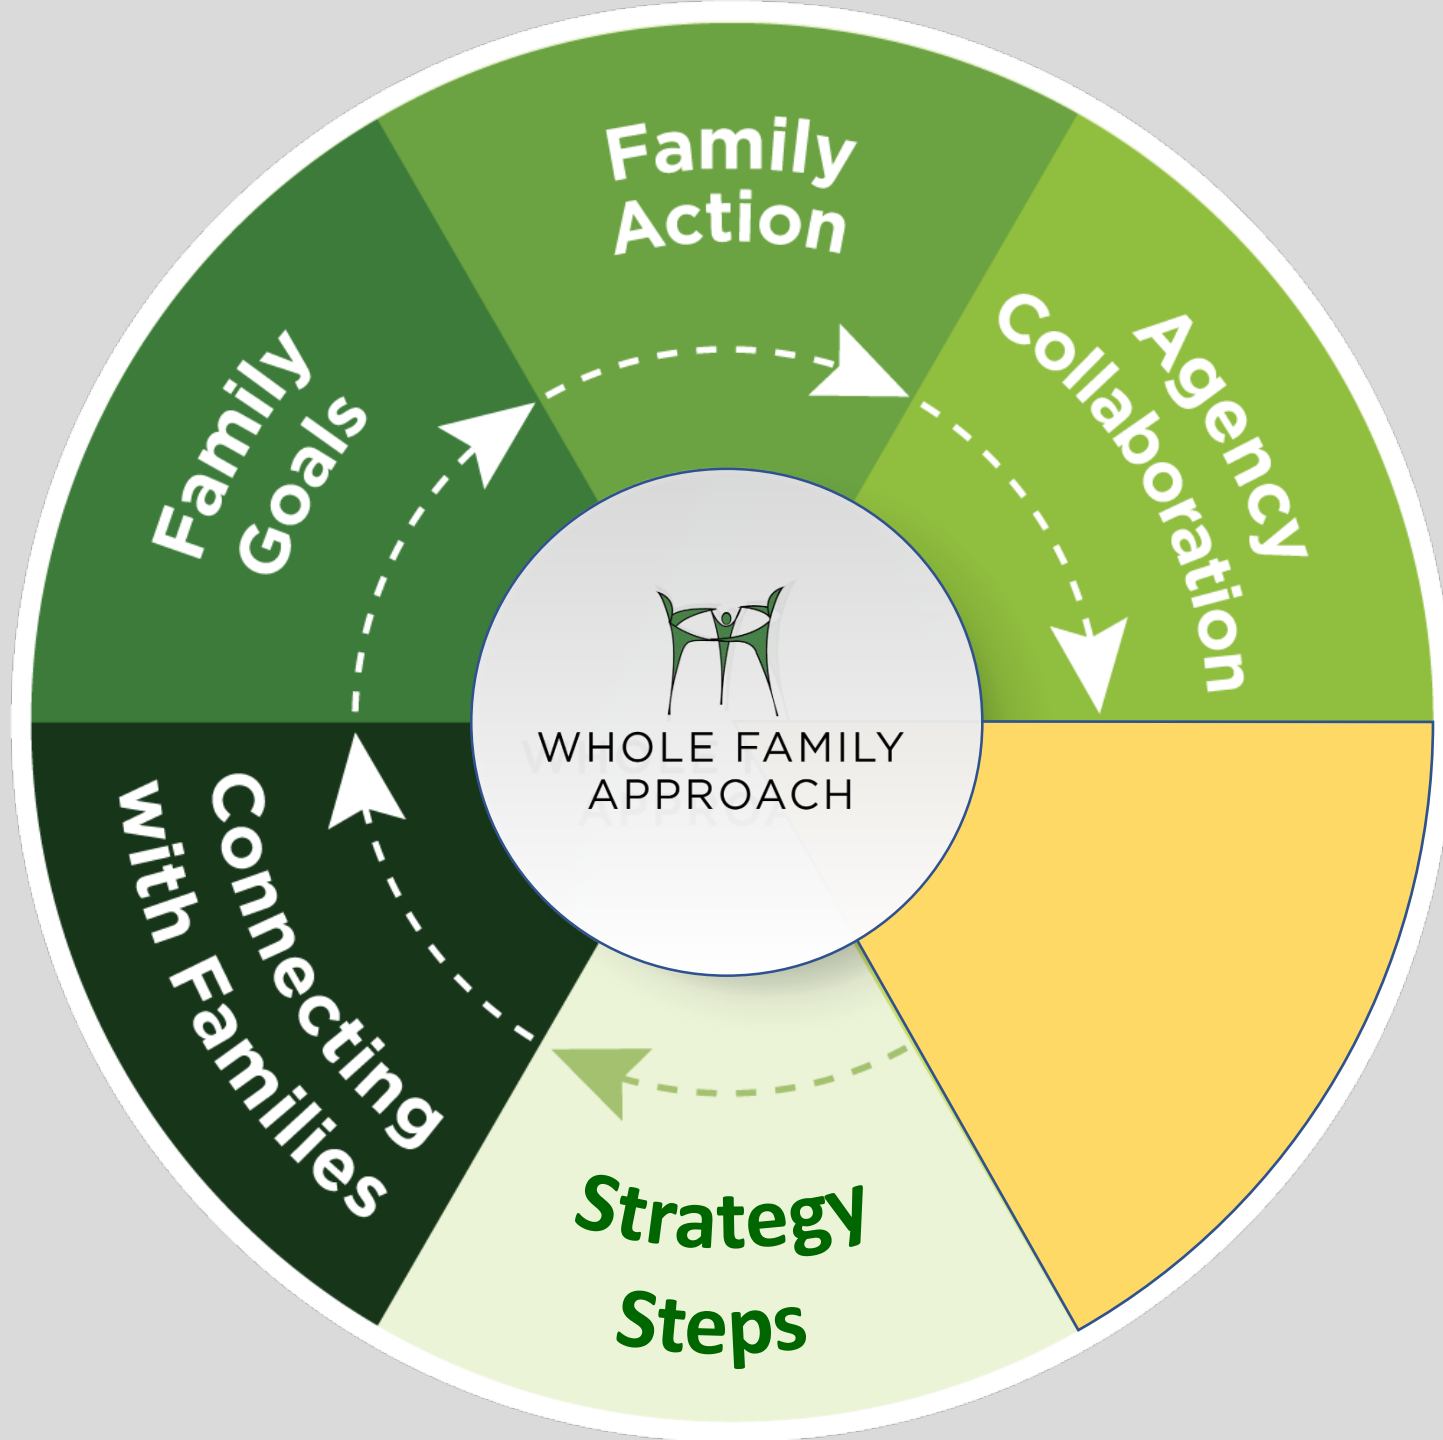 Family
Action
Agency
Collaboration
Strategy
Steps
Connecting
with Families
Family
Goals
WHOLE FAMILY
APPROACH